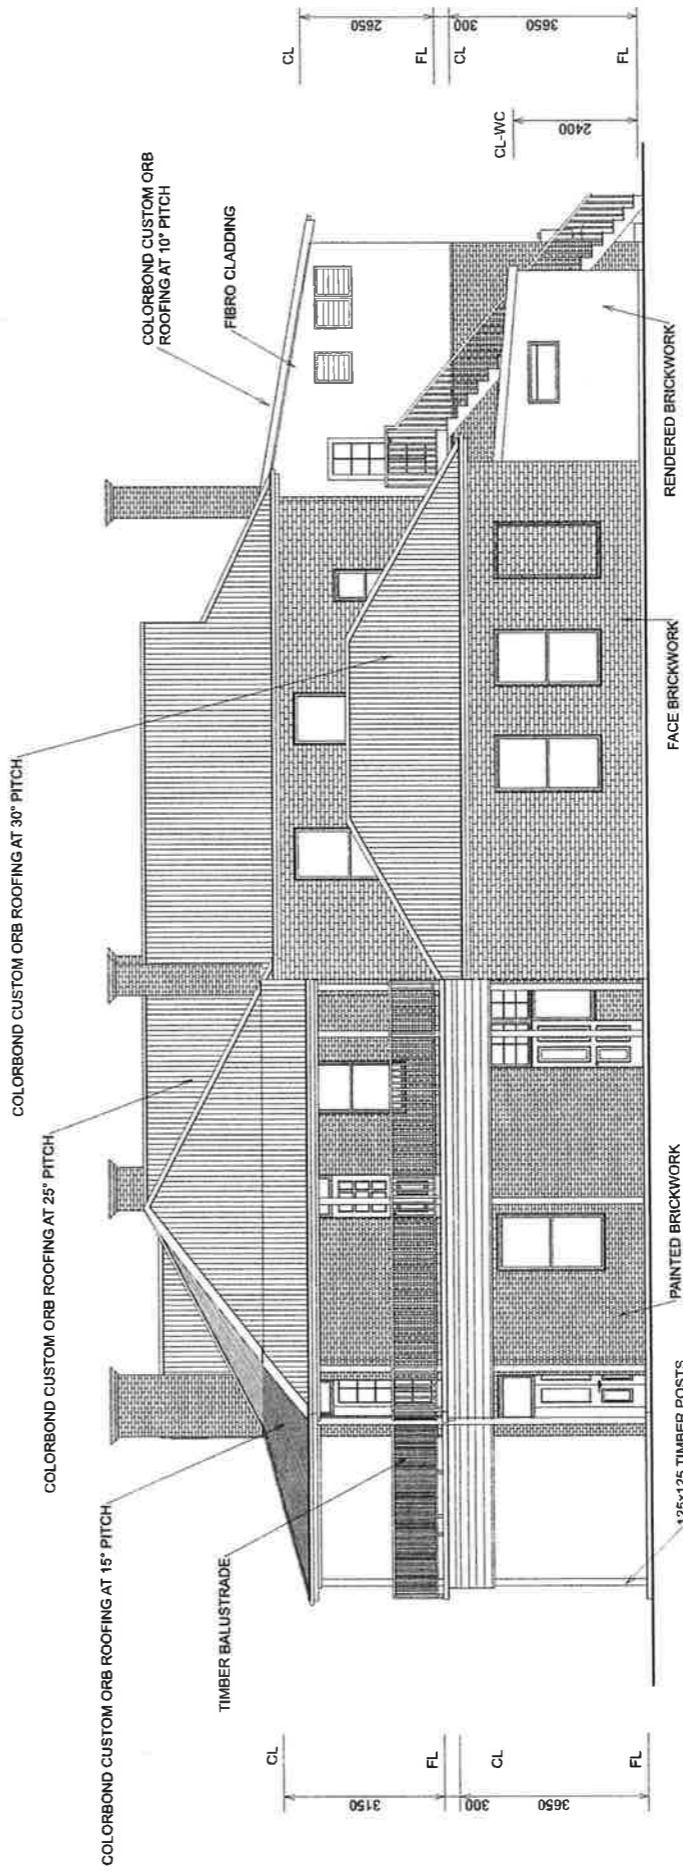 COLORBOND CUSTOM ORB ROOFING AT 15° PITCH
COLORBOND CUSTOM ORB ROOFING AT 25° PITCH
COLORBOND CUSTOM ORB ROOFING AT 30° PITCH
COLORBOND CUSTOM ORB
ROOFING AT 10° PITCH
FIBRO CLADDING
TIMBER BALUSTRADE
CL
3150
FL
300
CL
3650
FL
CL
2650
FL
300
CL
3650
FL
CL-WC
2400
125x125 TIMBER POSTS
PAINTED BRICKWORK
FACE BRICKWORK
RENDERED BRICKWORK